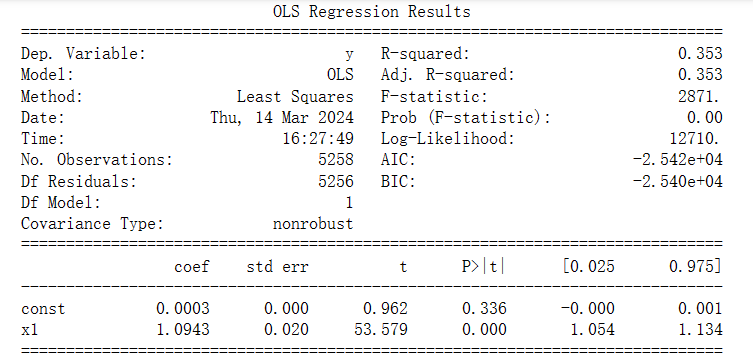 OLS Regression Results
==============================================================================
Dep. Variable:                      y   R-squared:                       0.353
Model:                            OLS   Adj. R-squared:                  0.353
Method:                 Least Squares   F-statistic:                     2871.
Date:                Thu, 14 Mar 2024   Prob (F-statistic):               0.00
Time:                        16:27:49   Log-Likelihood:                 12710.
No. Observations:                5258   AIC:                        -2.542e+04
Df Residuals:                    5256   BIC:                        -2.540e+04
Df Model:                           1
Covariance Type:            nonrobust
==============================================================================
                 coef    std err          t      P>|t|      [0.025      0.975]
------------------------------------------------------------------------------
const          0.0003      0.000      0.962      0.336      -0.000       0.001
x1             1.0943      0.020     53.579      0.000       1.054       1.134
==============================================================================